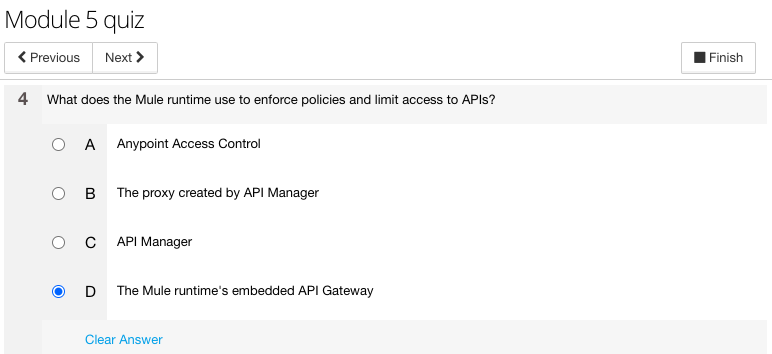 Module 5 quiz
Previous Next Finish
4 What does the Mule runtime use to enforce policies and limit access to APIs?
A Anypoint Access Control
B The proxy created by API Manager
C API Manager
D The Mule runtime's embedded API Gateway
Clear Answer